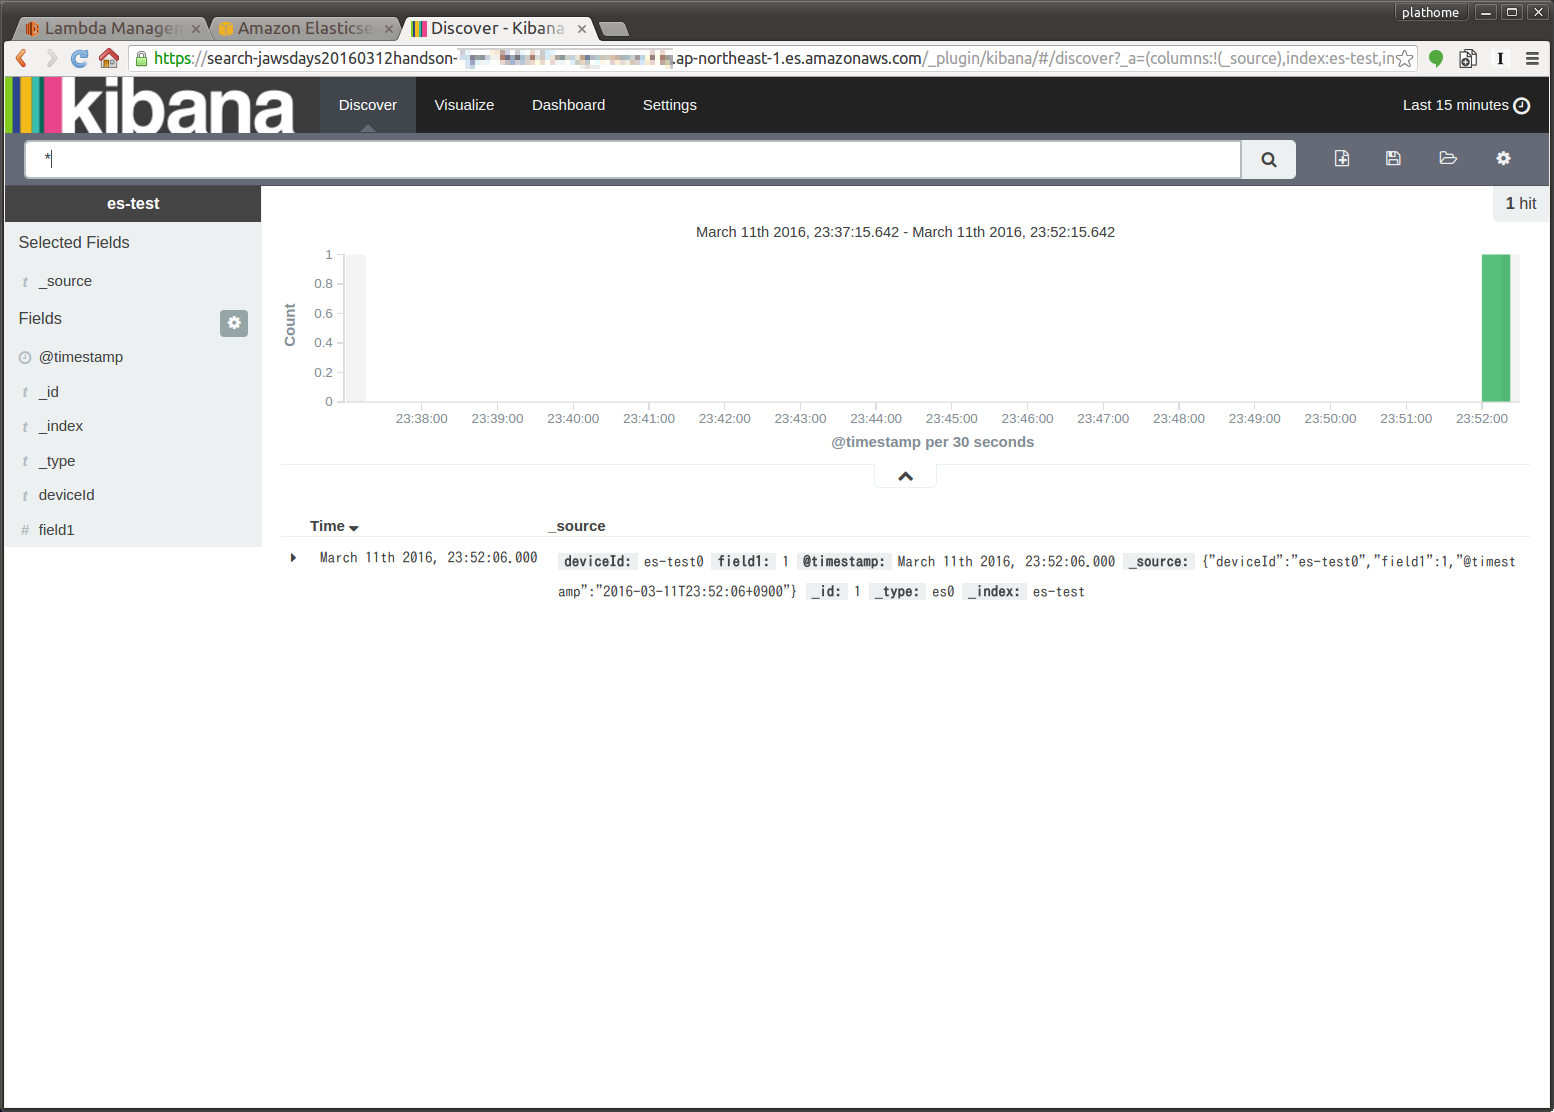 plathome
Lambda Managen
Amazon Elasticse
Discover - Kibana
https://search-jawsdays20160312handson-
.ap-northeast-1.es.amazonaws.com/_plugin/kibana/#/discover?_a=(columns:!(_source),index:es-test,in
kibana
Discover
Visualize
Dashboard
Settings
Last 15 minutes
*
es-test
1 hit
Selected Fields
t _source
Fields
@timestamp
t _id
t _index
t _type
t deviceId
# field1
March 11th 2016, 23:37:15.642 - March 11th 2016, 23:52:15.642
Count
1
0.8
0.6
0.4
0.2
0
23:38:00 23:39:00 23:40:00 23:41:00 23:42:00 23:43:00 23:44:00 23:45:00 23:46:00 23:47:00 23:48:00 23:49:00 23:50:00 23:51:00 23:52:00
@timestamp per 30 seconds
Time _source
March 11th 2016, 23:52:06.000 deviceId: es-test0 field1: 1 @timestamp: March 11th 2016, 23:52:06.000 _source: {"deviceId":"es-test0","field1":1,"@timest
amp":"2016-03-11T23:52:06+0900"} _id: 1 _type: es0 _index: es-test